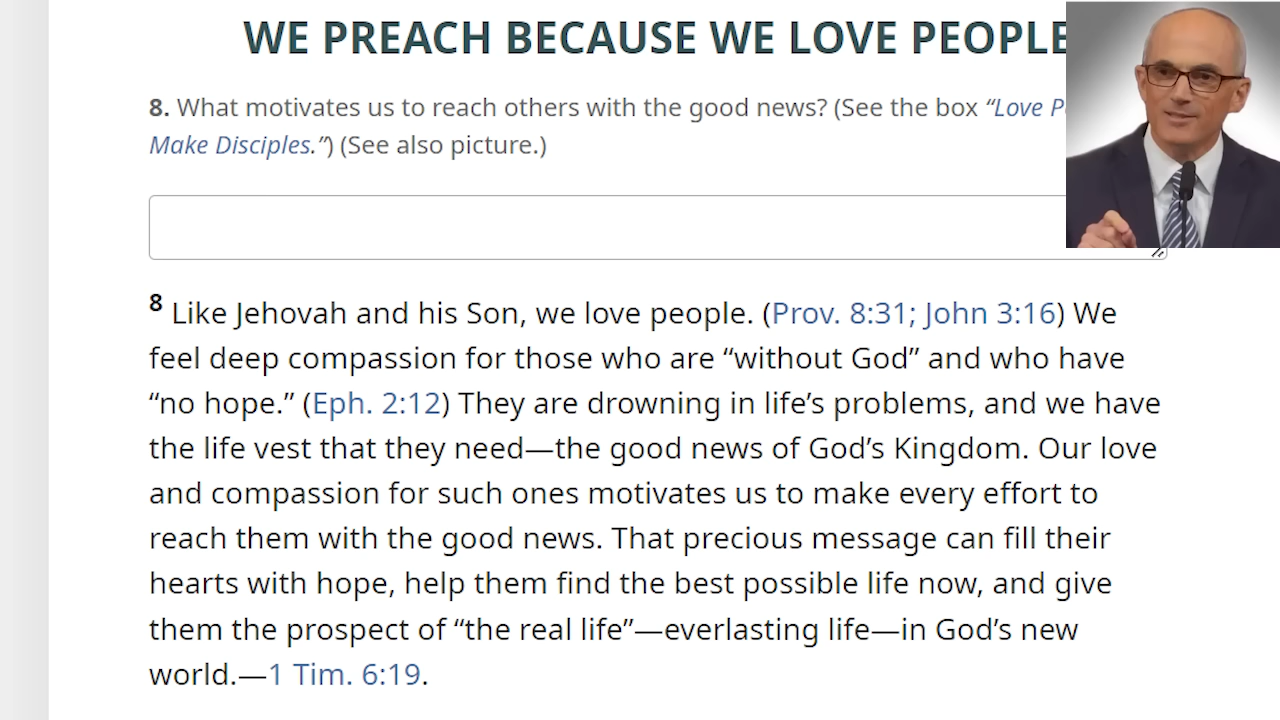 WE PREACH BECAUSE WE LOVE PEOPLE
8. What motivates us to reach others with the good news? (See the box “Love
Make Disciples.”) (See also picture.)
8 Like Jehovah and his Son, we love people. (Prov. 8:31; John 3:16) We
feel deep compassion for those who are “without God” and who have
“no hope.” (Eph. 2:12) They are drowning in life’s problems, and we have
the life vest that they need—the good news of God’s Kingdom. Our love
and compassion for such ones motivates us to make every effort to
reach them with the good news. That precious message can fill their
hearts with hope, help them find the best possible life now, and give
them the prospect of “the real life”—everlasting life—in God’s new
world.—1 Tim. 6:19.